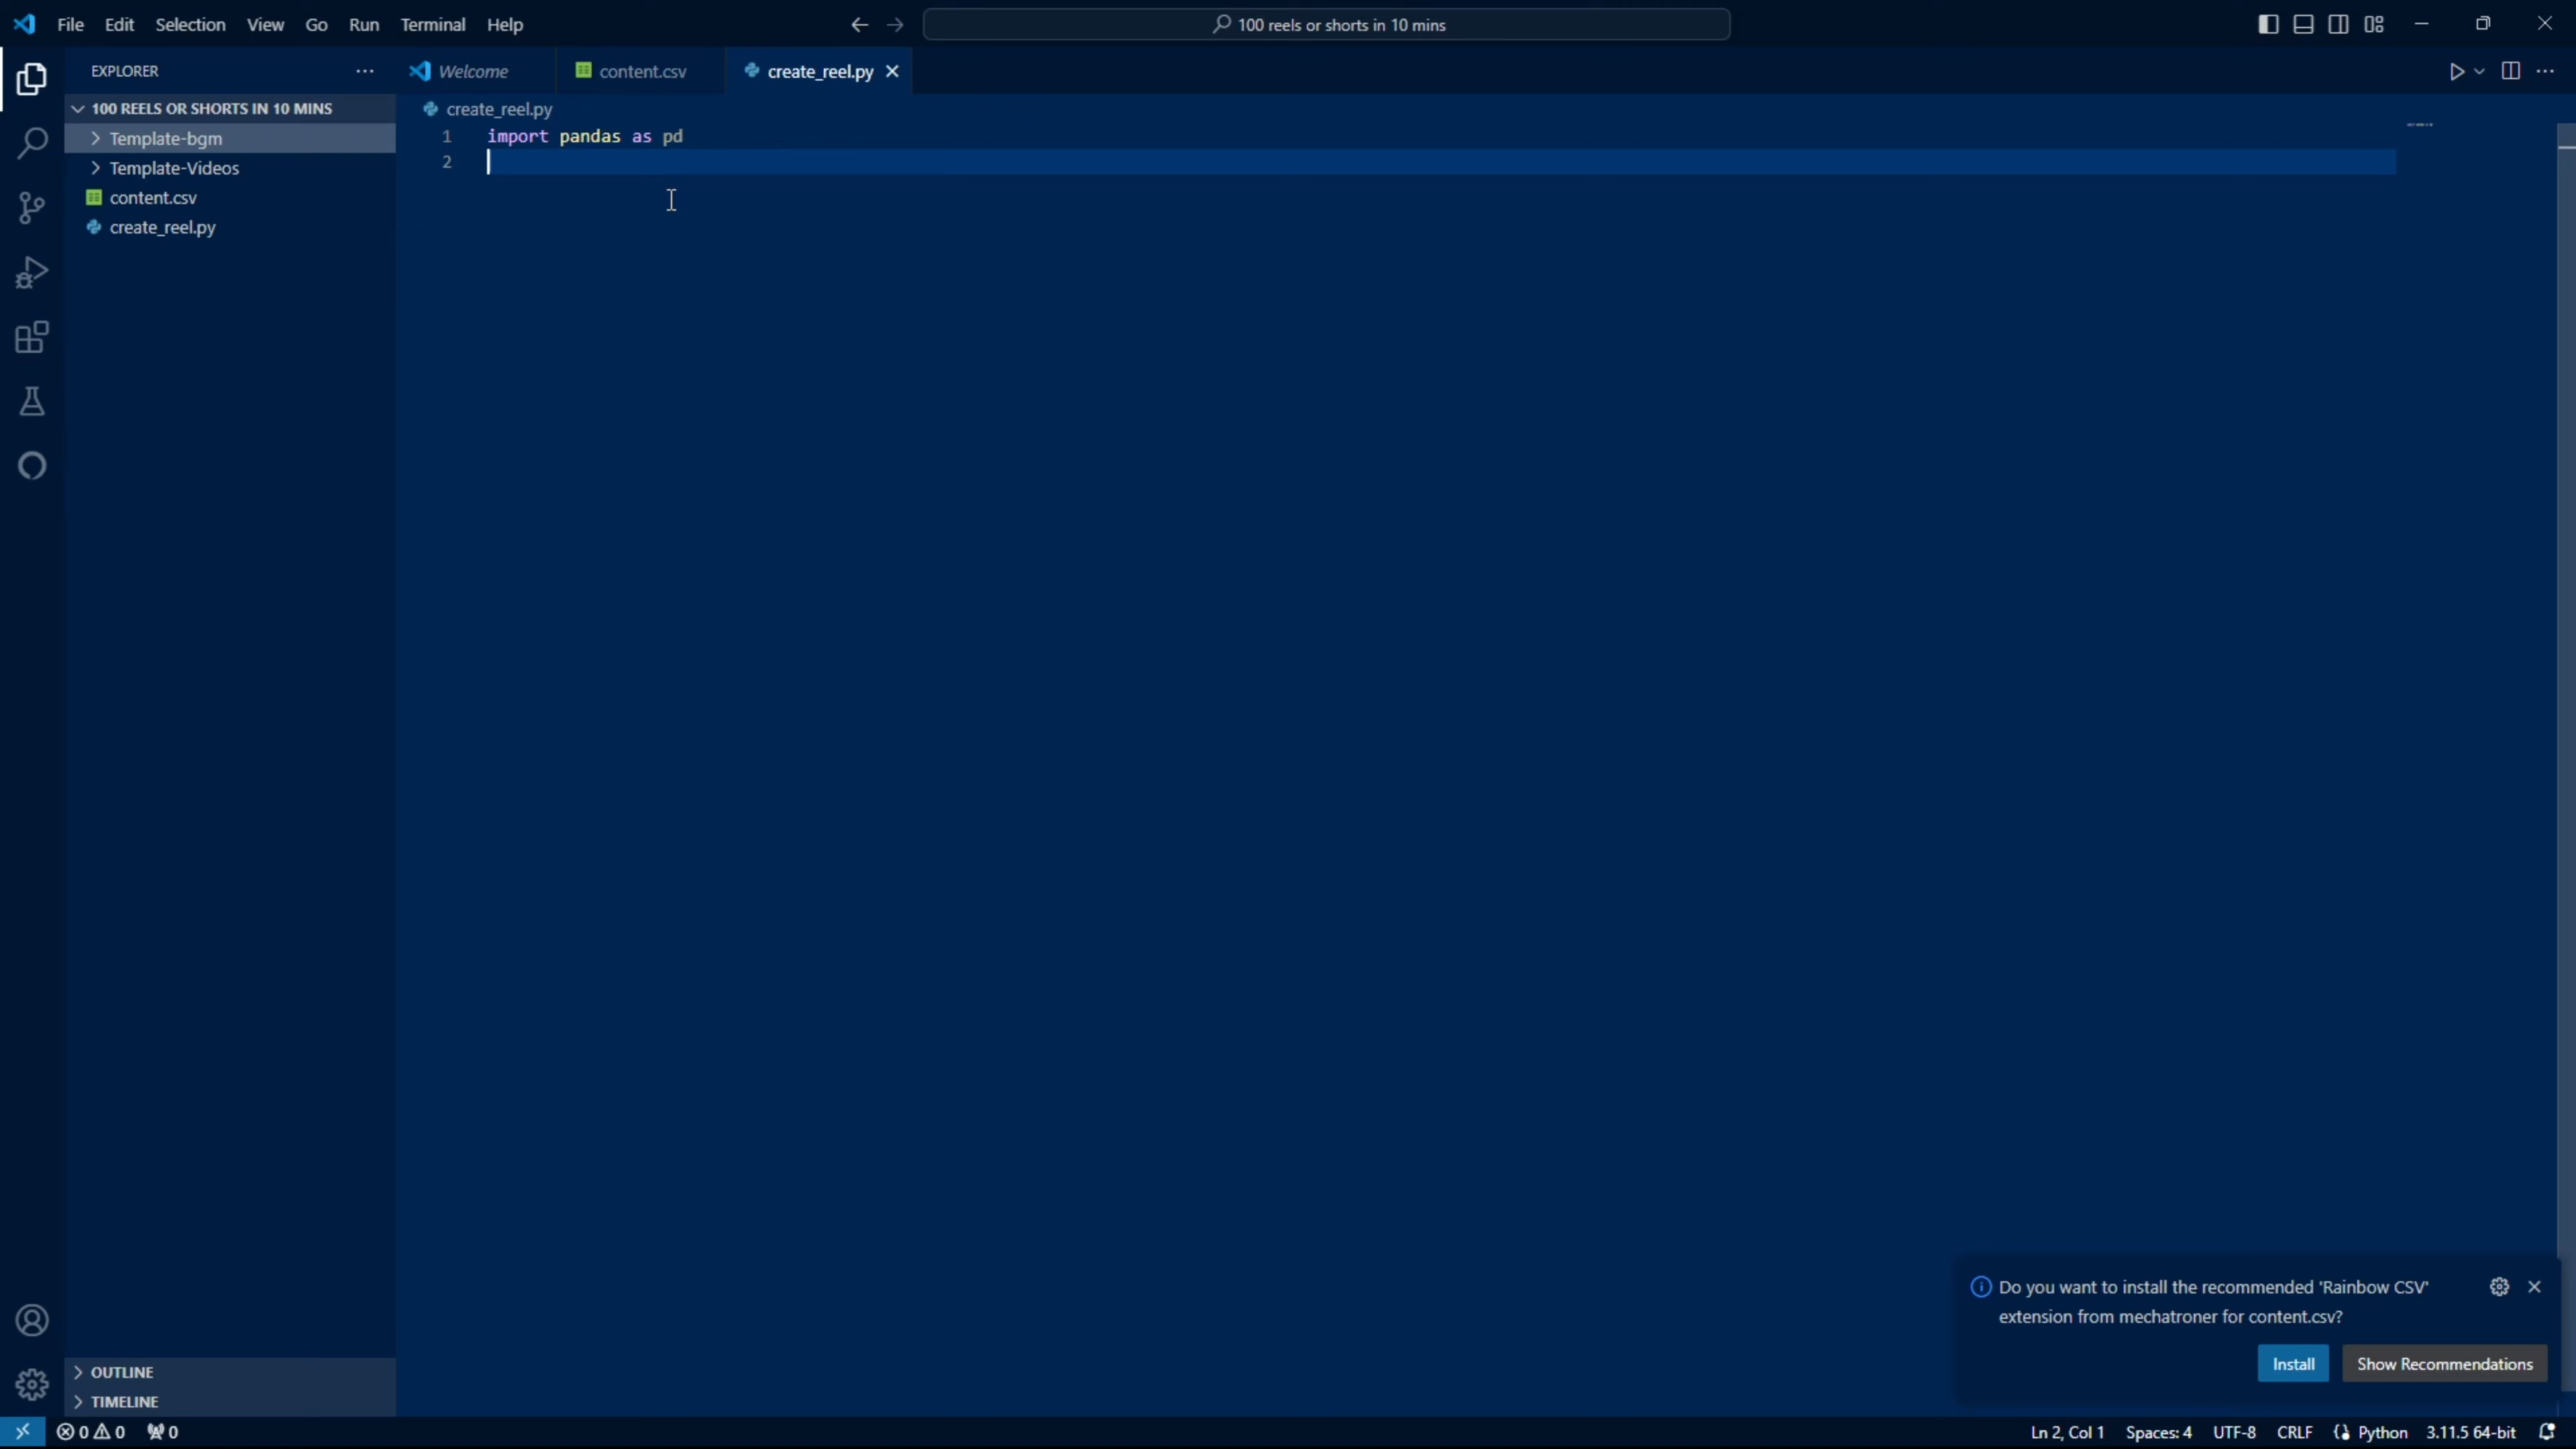 File Edit Selection View Go Run Terminal Help
100 reels or shorts in 10 mins
EXPLORER
Welcome
content.csv
create_reel.py
100 REELS OR SHORTS IN 10 MINS
Template-bgm
Template-Videos
content.csv
create_reel.py
create_reel.py
1 import pandas as pd
2
Do you want to install the recommended 'Rainbow CSV'
extension from mechatroner for content.csv?
Install
Show Recommendations
OUTLINE
TIMELINE
0 0 0
Ln 2, Col 1 Spaces: 4 UTF-8 CRLF Python 3.11.5 64-bit